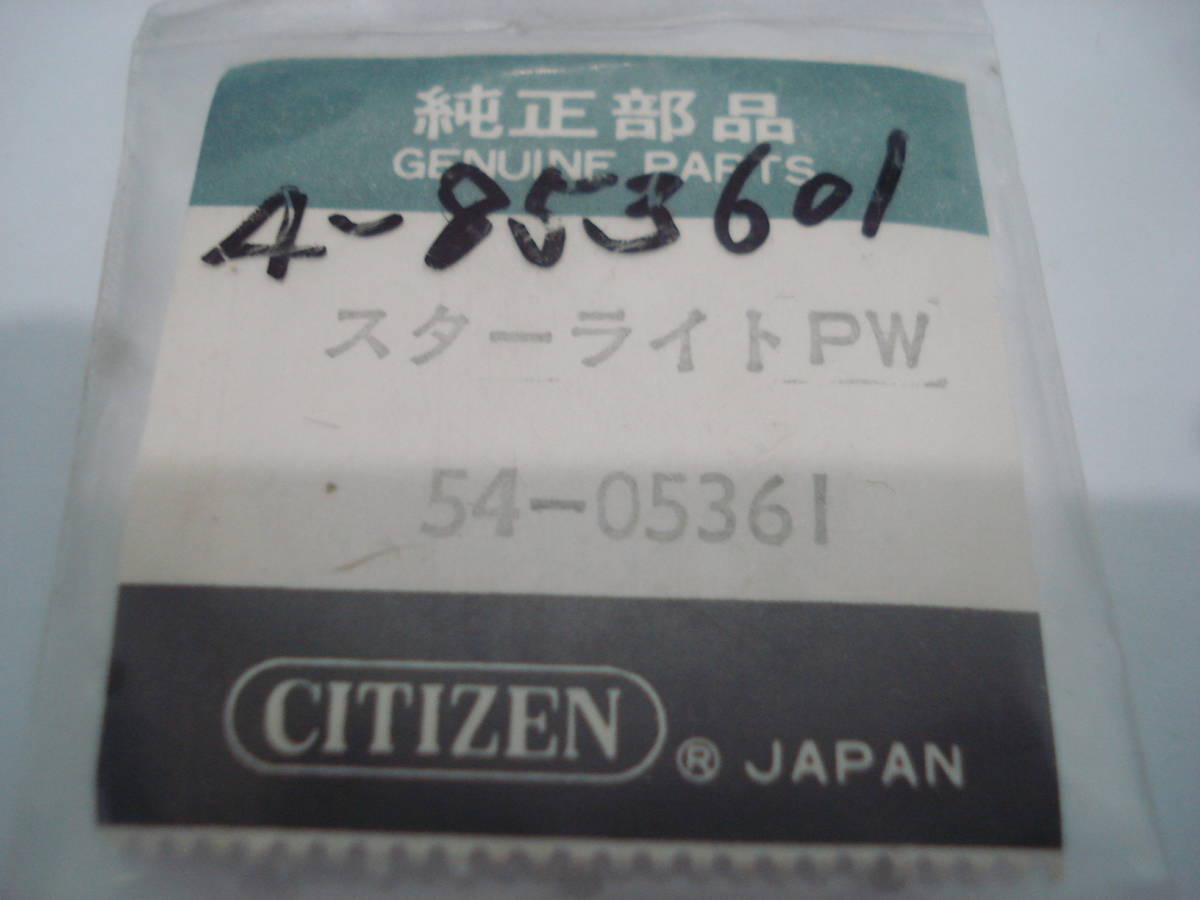 純正部品
GENUINE PARTS
4-853601
スターライトPW
54-05361
CITIZEN ® JAPAN